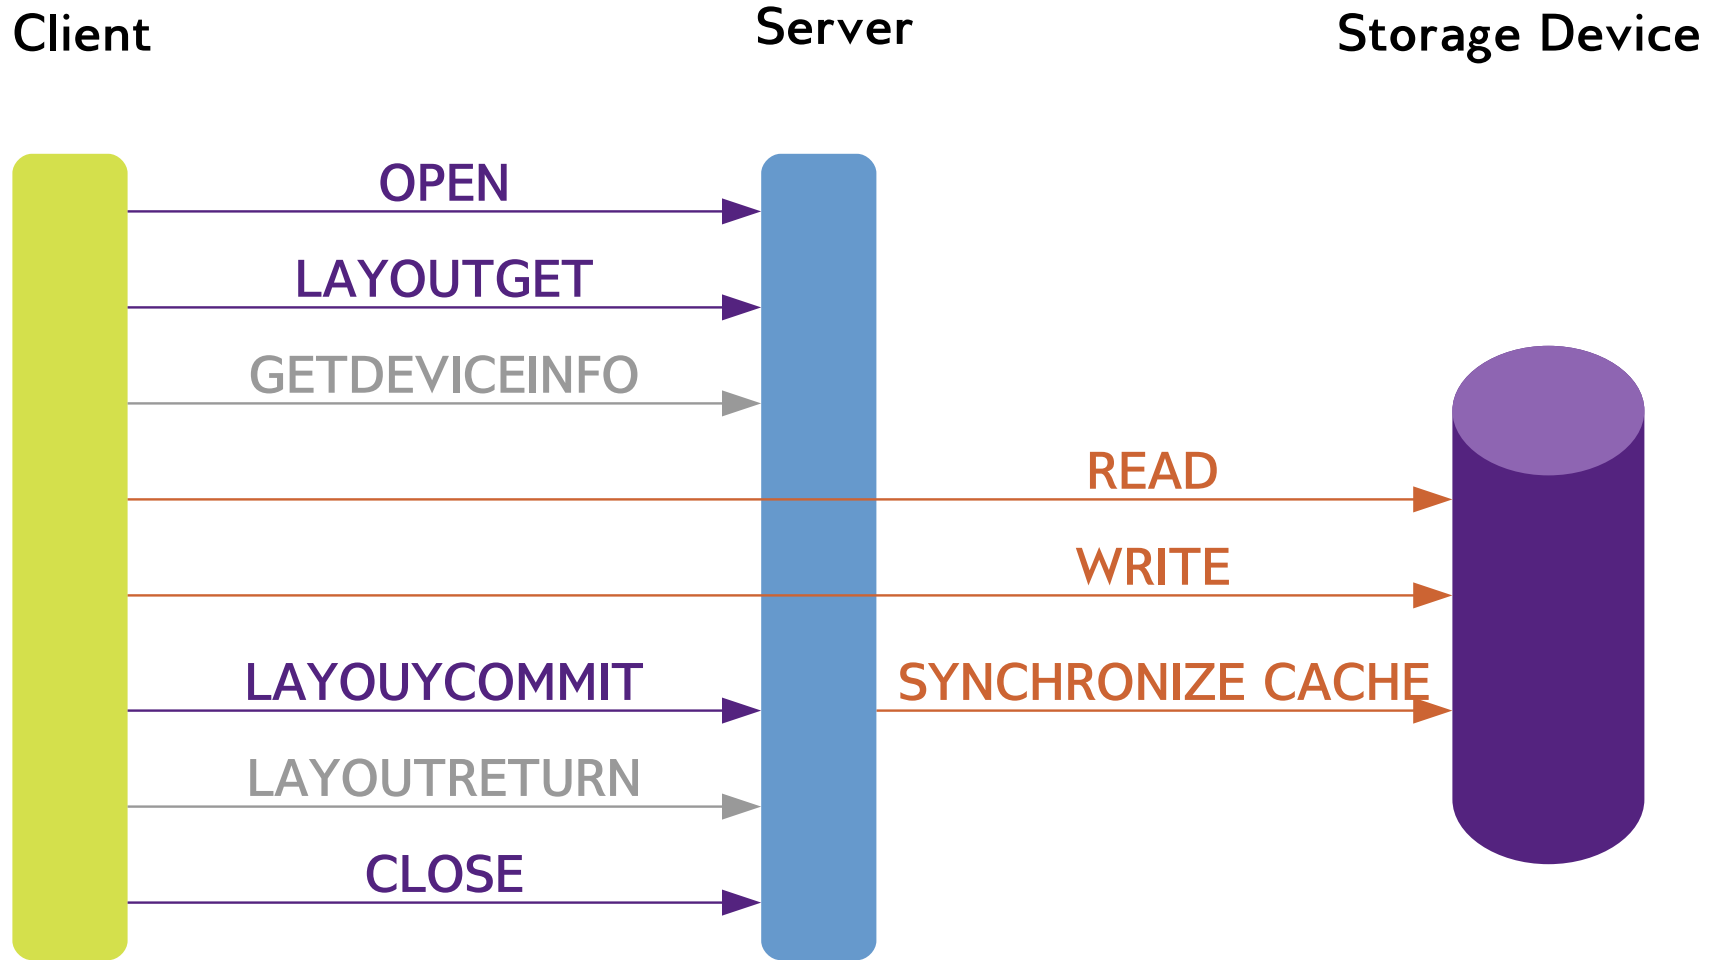 Client
Server
Storage Device
OPEN
LAYOUTGET
GETDEVICEINFO
READ
WRITE
LAYOUYCOMMIT
SYNCHRONIZE CACHE
LAYOUTRETURN
CLOSE